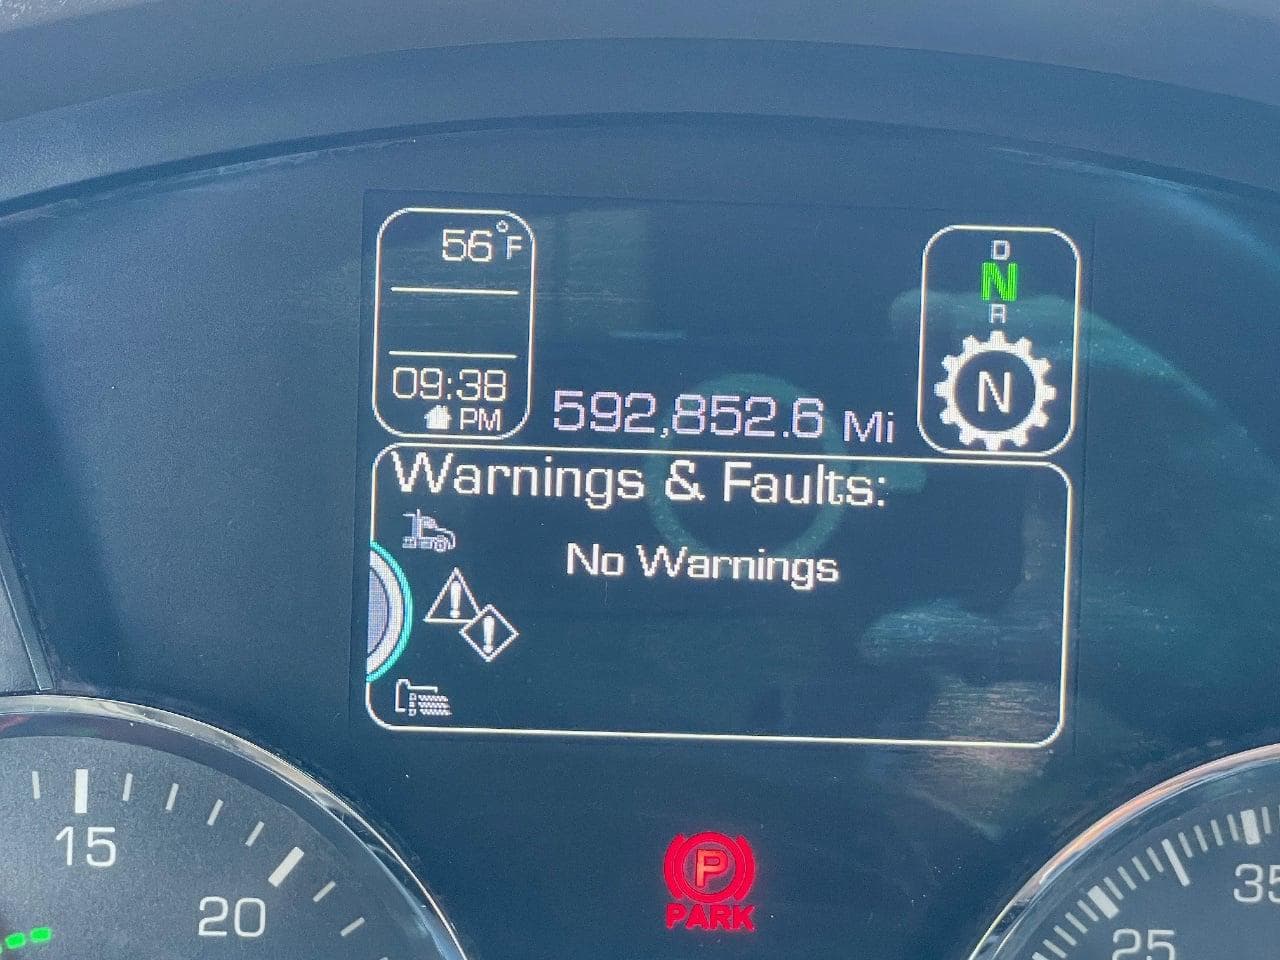 56°F
09:38
PM
592,852.6 Mi
D
N
R
N
Warnings & Faults:
No Warnings
P
PARK
15
20
25
35